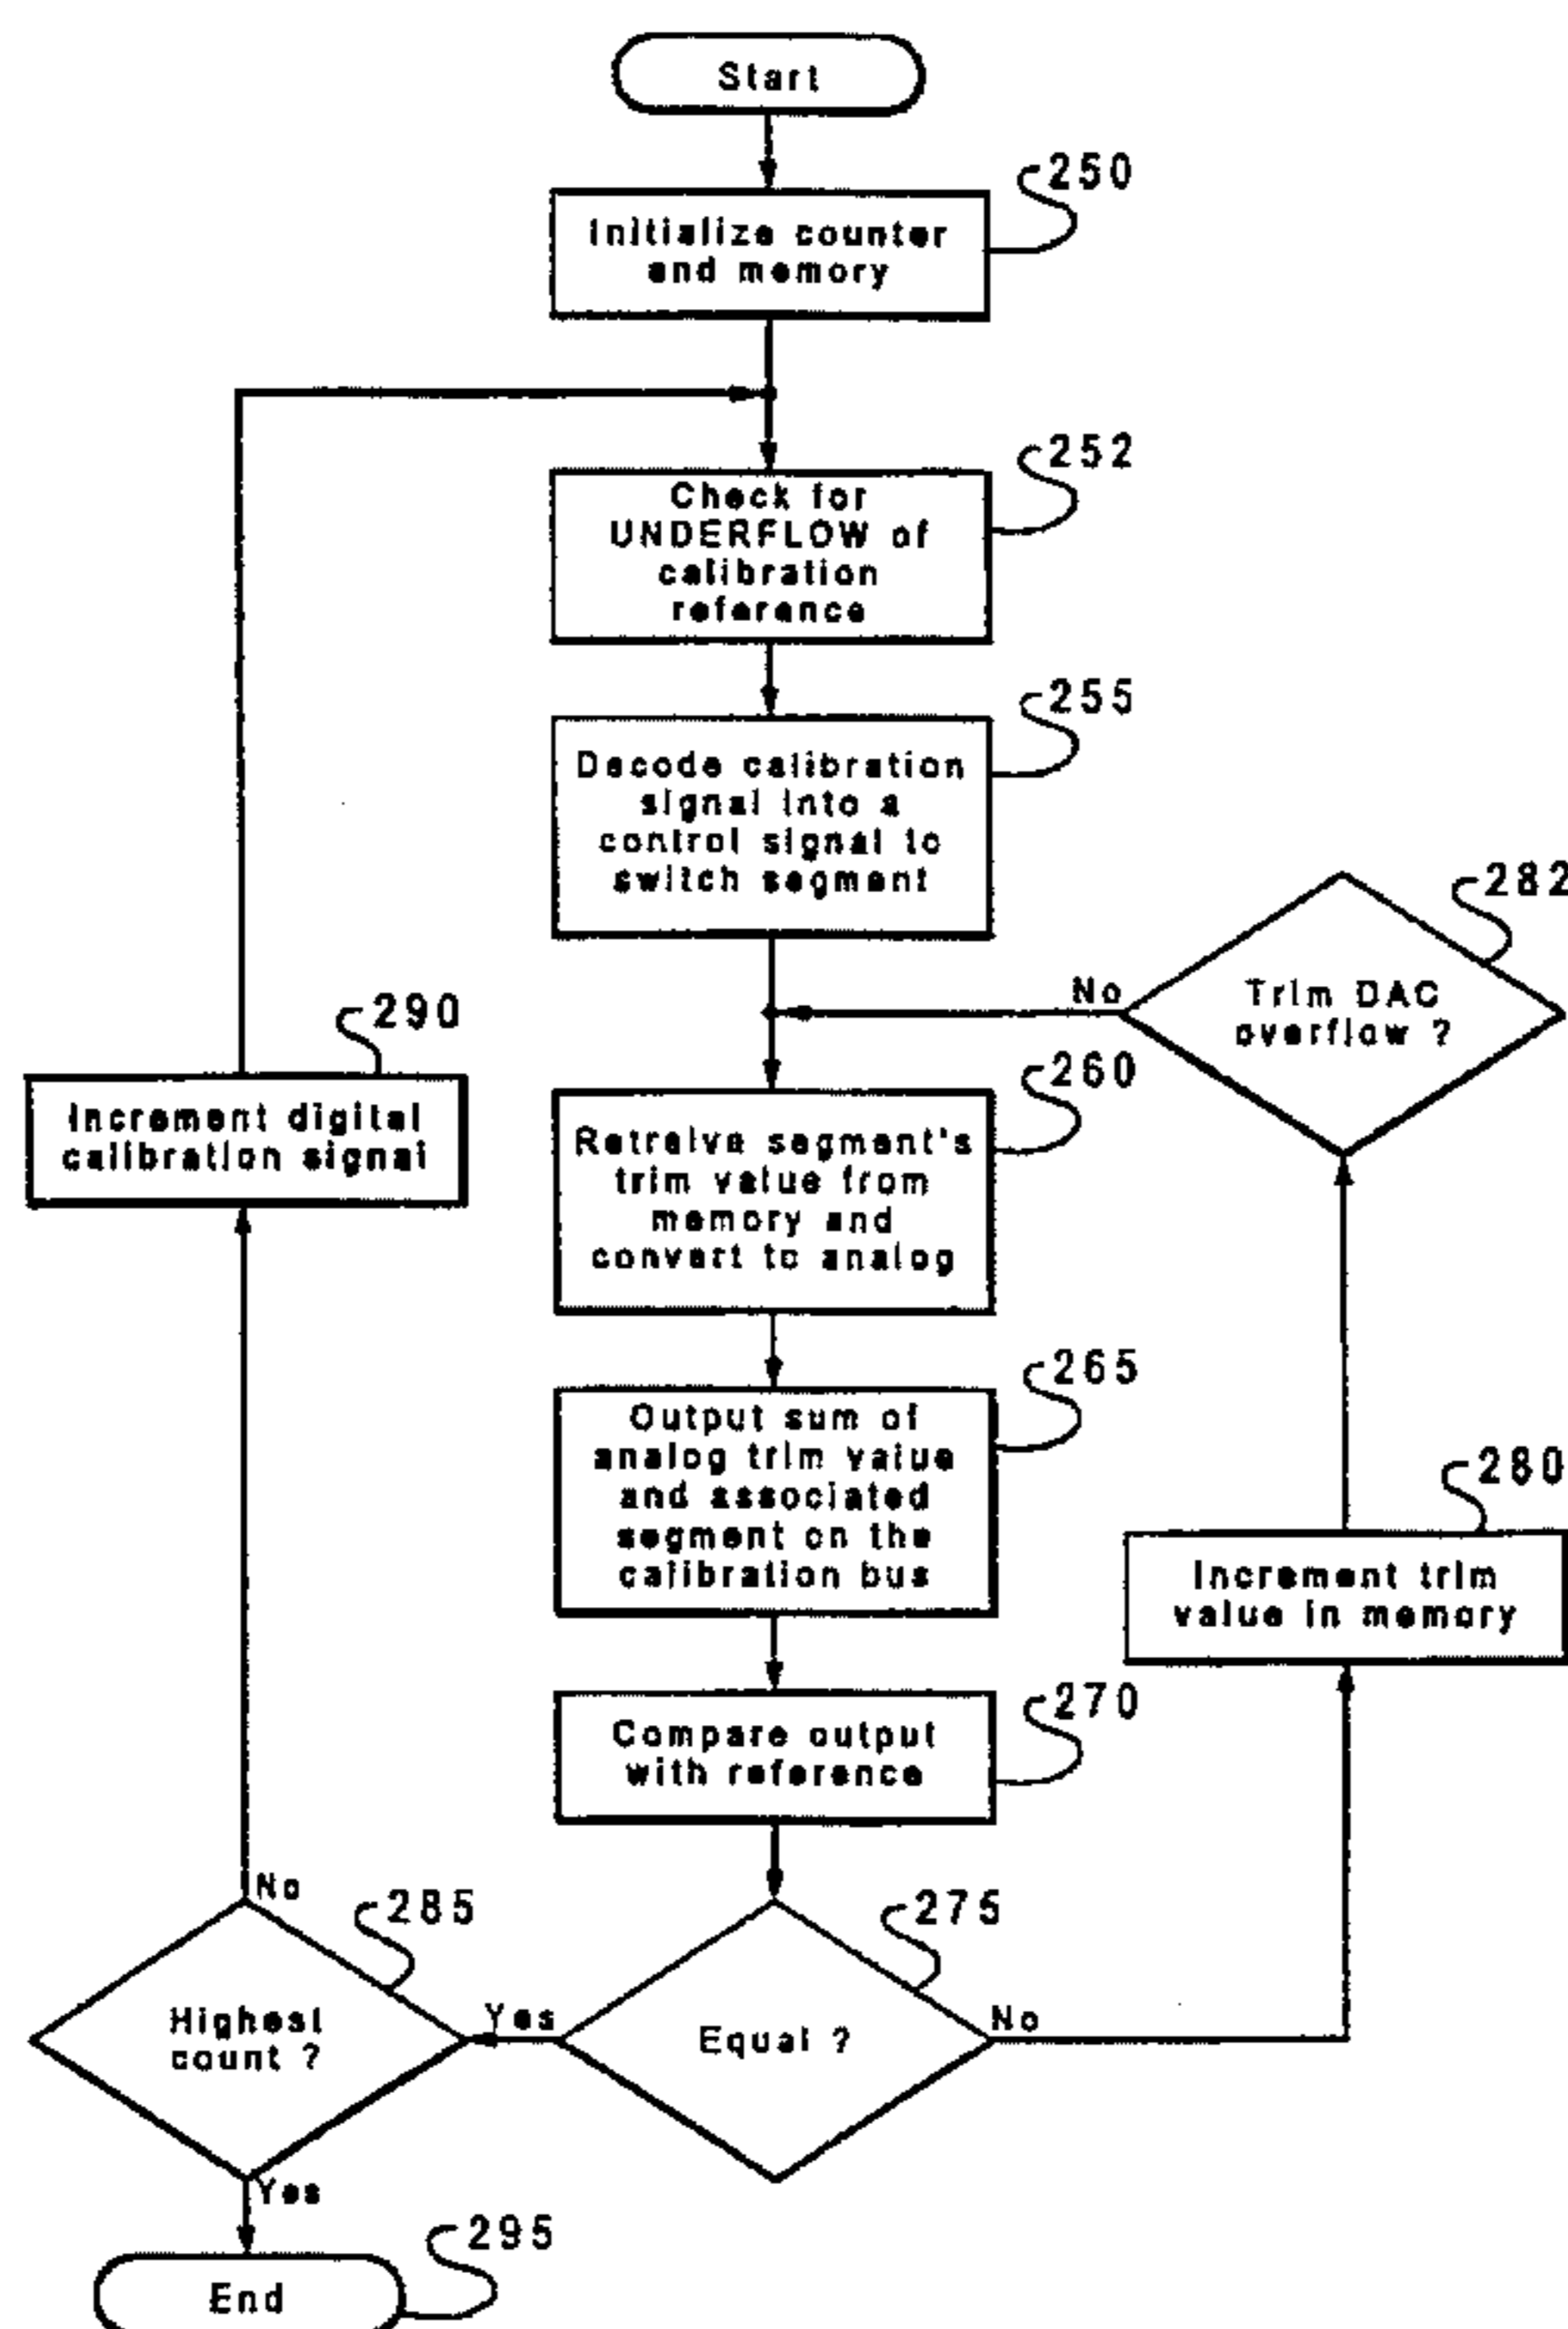 Start
250
Initialize counter
and memory
252
Check for
UNDERFLOW of
calibration
reference
255
Decode calibration
signal into a
control signal to
switch segment
282
No
Trim DAC
overflow ?
290
Increment digital
calibration signal
260
Retreive segment's
trim value from
memory and
convert to analog
265
Output sum of
analog trim value
and associated
segment on the
calibration bus
280
Increment trim
value in memory
270
Compare output
with reference
No
285
275
Highest
count ?
Yes
Equal ?
No
Yes
295
End